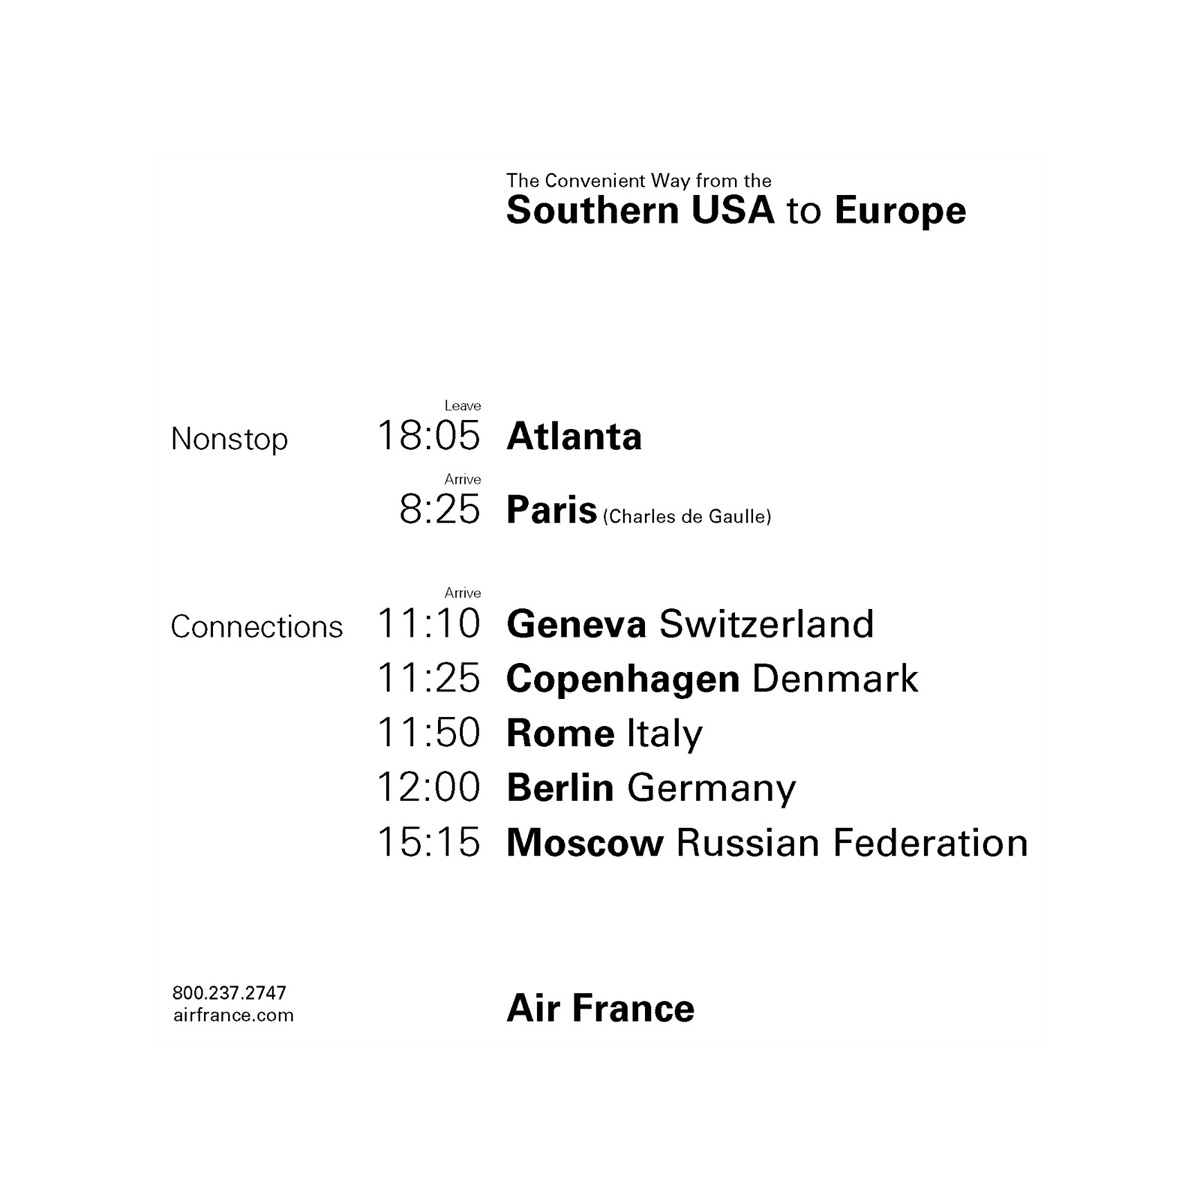 The Convenient Way from the
Southern USA to Europe
Leave
Nonstop 18:05 Atlanta
Arrive
8:25 Paris (Charles de Gaulle)
Arrive
Connections 11:10 Geneva Switzerland
11:25 Copenhagen Denmark
11:50 Rome Italy
12:00 Berlin Germany
15:15 Moscow Russian Federation
800.237.2747
airfrance.com
Air France